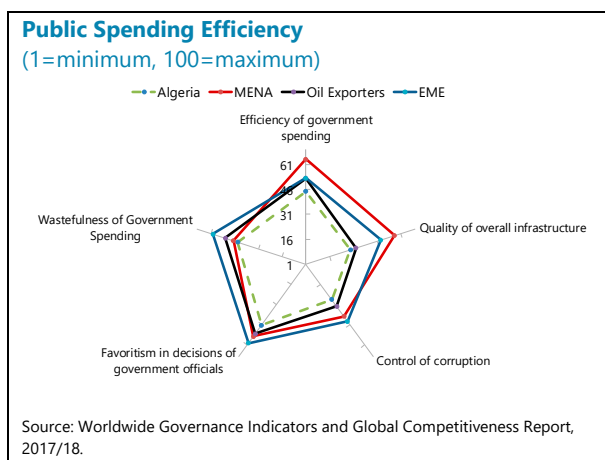 Public Spending Efficiency
(1=minimum, 100=maximum)
Algeria MENA Oil Exporters EME
Efficiency of government
spending
61
31
16
1
Wastefulness of Government
Spending
Quality of overall infrastructure
Favoritism in decisions of
government officials
Control of corruption
Source: Worldwide Governance Indicators and Global Competitiveness Report,
2017/18.